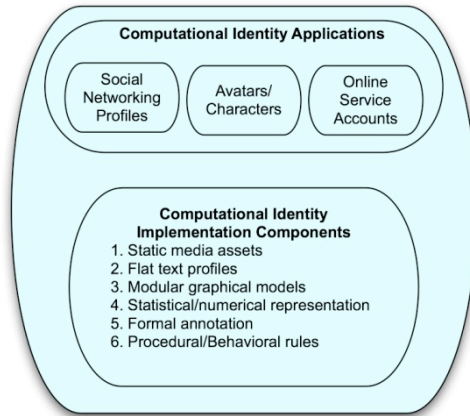 Computational Identity Applications
Social
Networking
Profiles
Avatars/
Characters
Online
Service
Accounts
Computational Identity
Implementation Components
1. Static media assets
2. Flat text profiles
3. Modular graphical models
4. Statistical/numerical representation
5. Formal annotation
6. Procedural/Behavioral rules